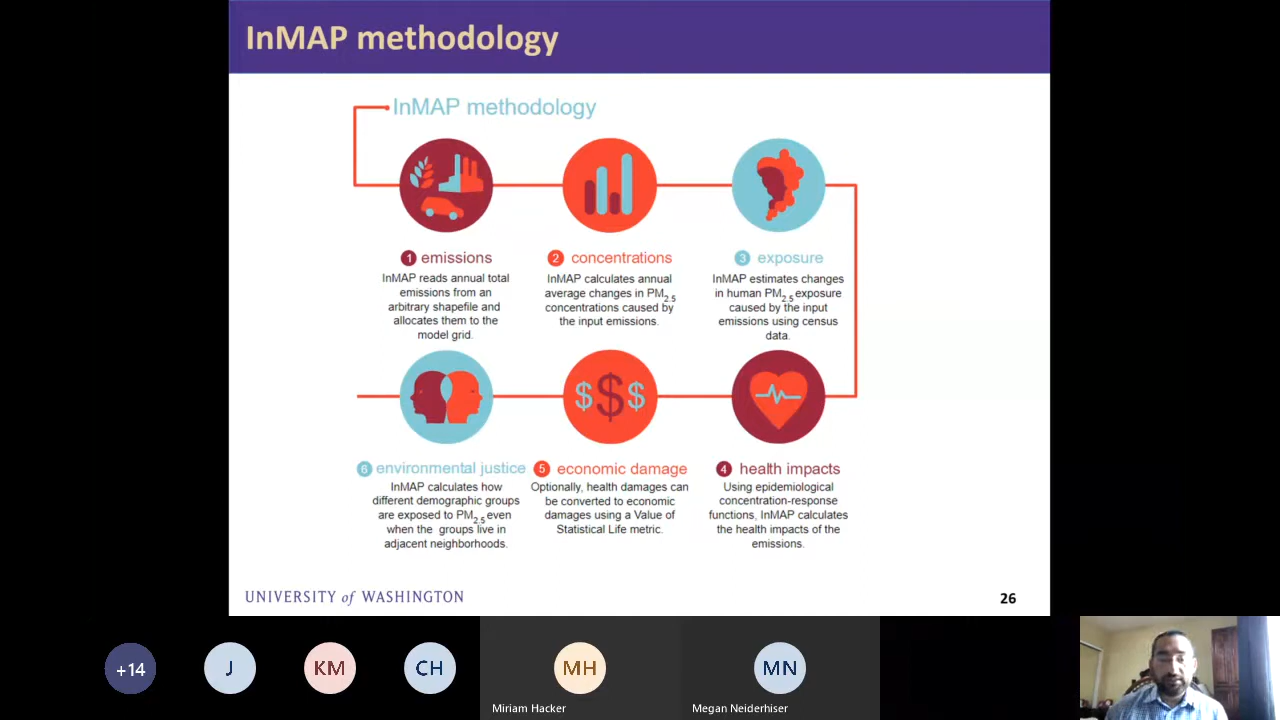 InMAP methodology
InMAP methodology
1 emissions
InMAP reads annual total
emissions from an
arbitrary shapefile and
allocates them to the
model grid.
2 concentrations
InMAP calculates annual
average changes in PM2.5
concentrations caused by
the input emissions.
3 exposure
InMAP estimates changes
in human PM2.5 exposure
caused by the input
emissions using census
data.
$ $ $
6 environmental justice
InMAP calculates how
different demographic groups
are exposed to PM2.5 even
when the groups live in
adjacent neighborhoods.
5 economic damage
Optionally, health damages can
be converted to economic
damages using a Value of
Statistical Life metric.
4 health impacts
Using epidemiological
concentration-response
functions, InMAP calculates
the health impacts of the
emissions.
UNIVERSITY of WASHINGTON
26
+14
J
KM
CH
MH
MN
Miriam Hacker
Megan Neiderhiser